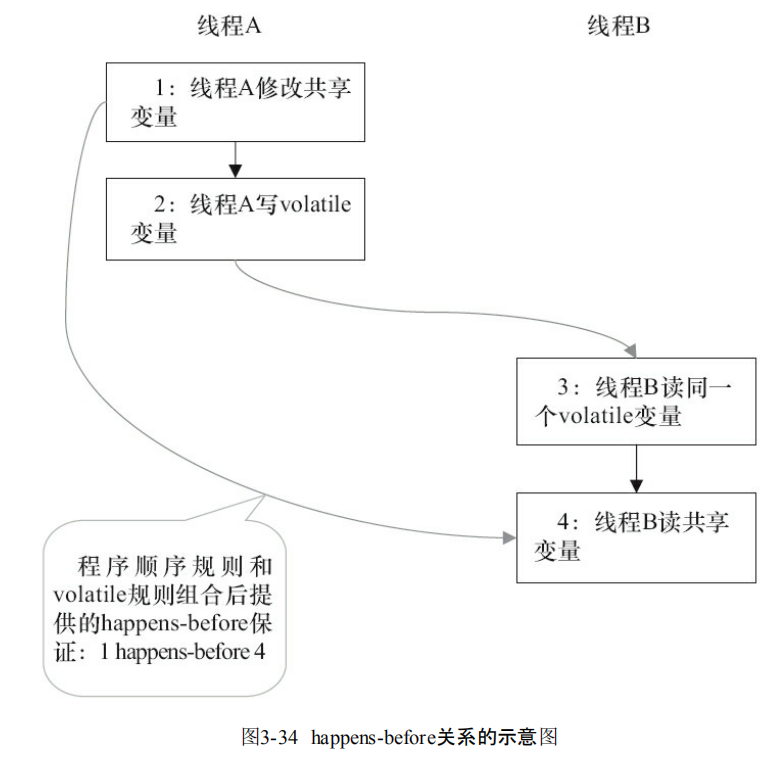 线程A
线程B
1：线程A修改共享
变量
2：线程A写volatile
变量
3：线程B读同一
个volatile变量
4：线程B读共享
变量
程序顺序规则和
volatile规则组合后提
供的happens-before保
证：1 happens-before 4
图3-34 happens-before关系的示意图